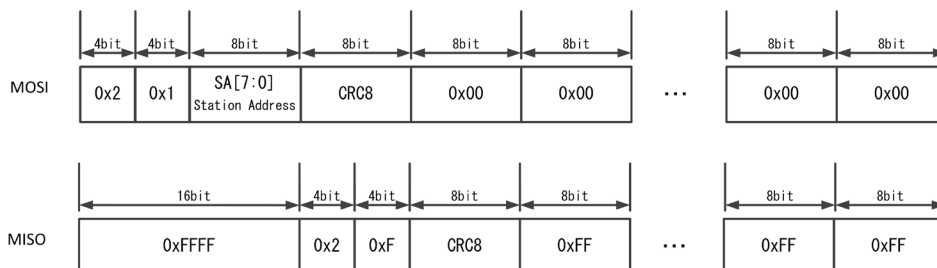 4bit 4bit 8bit 8bit 8bit 8bit 8bit 8bit
MOSI 0x2 0x1 SA[7:0] CRC8 0x00 0x00 ... 0x00 0x00
Station Address
16bit 4bit 4bit 8bit 8bit 8bit 8bit
MISO 0xFFFF 0x2 0xF CRC8 0xFF ... 0xFF 0xFF